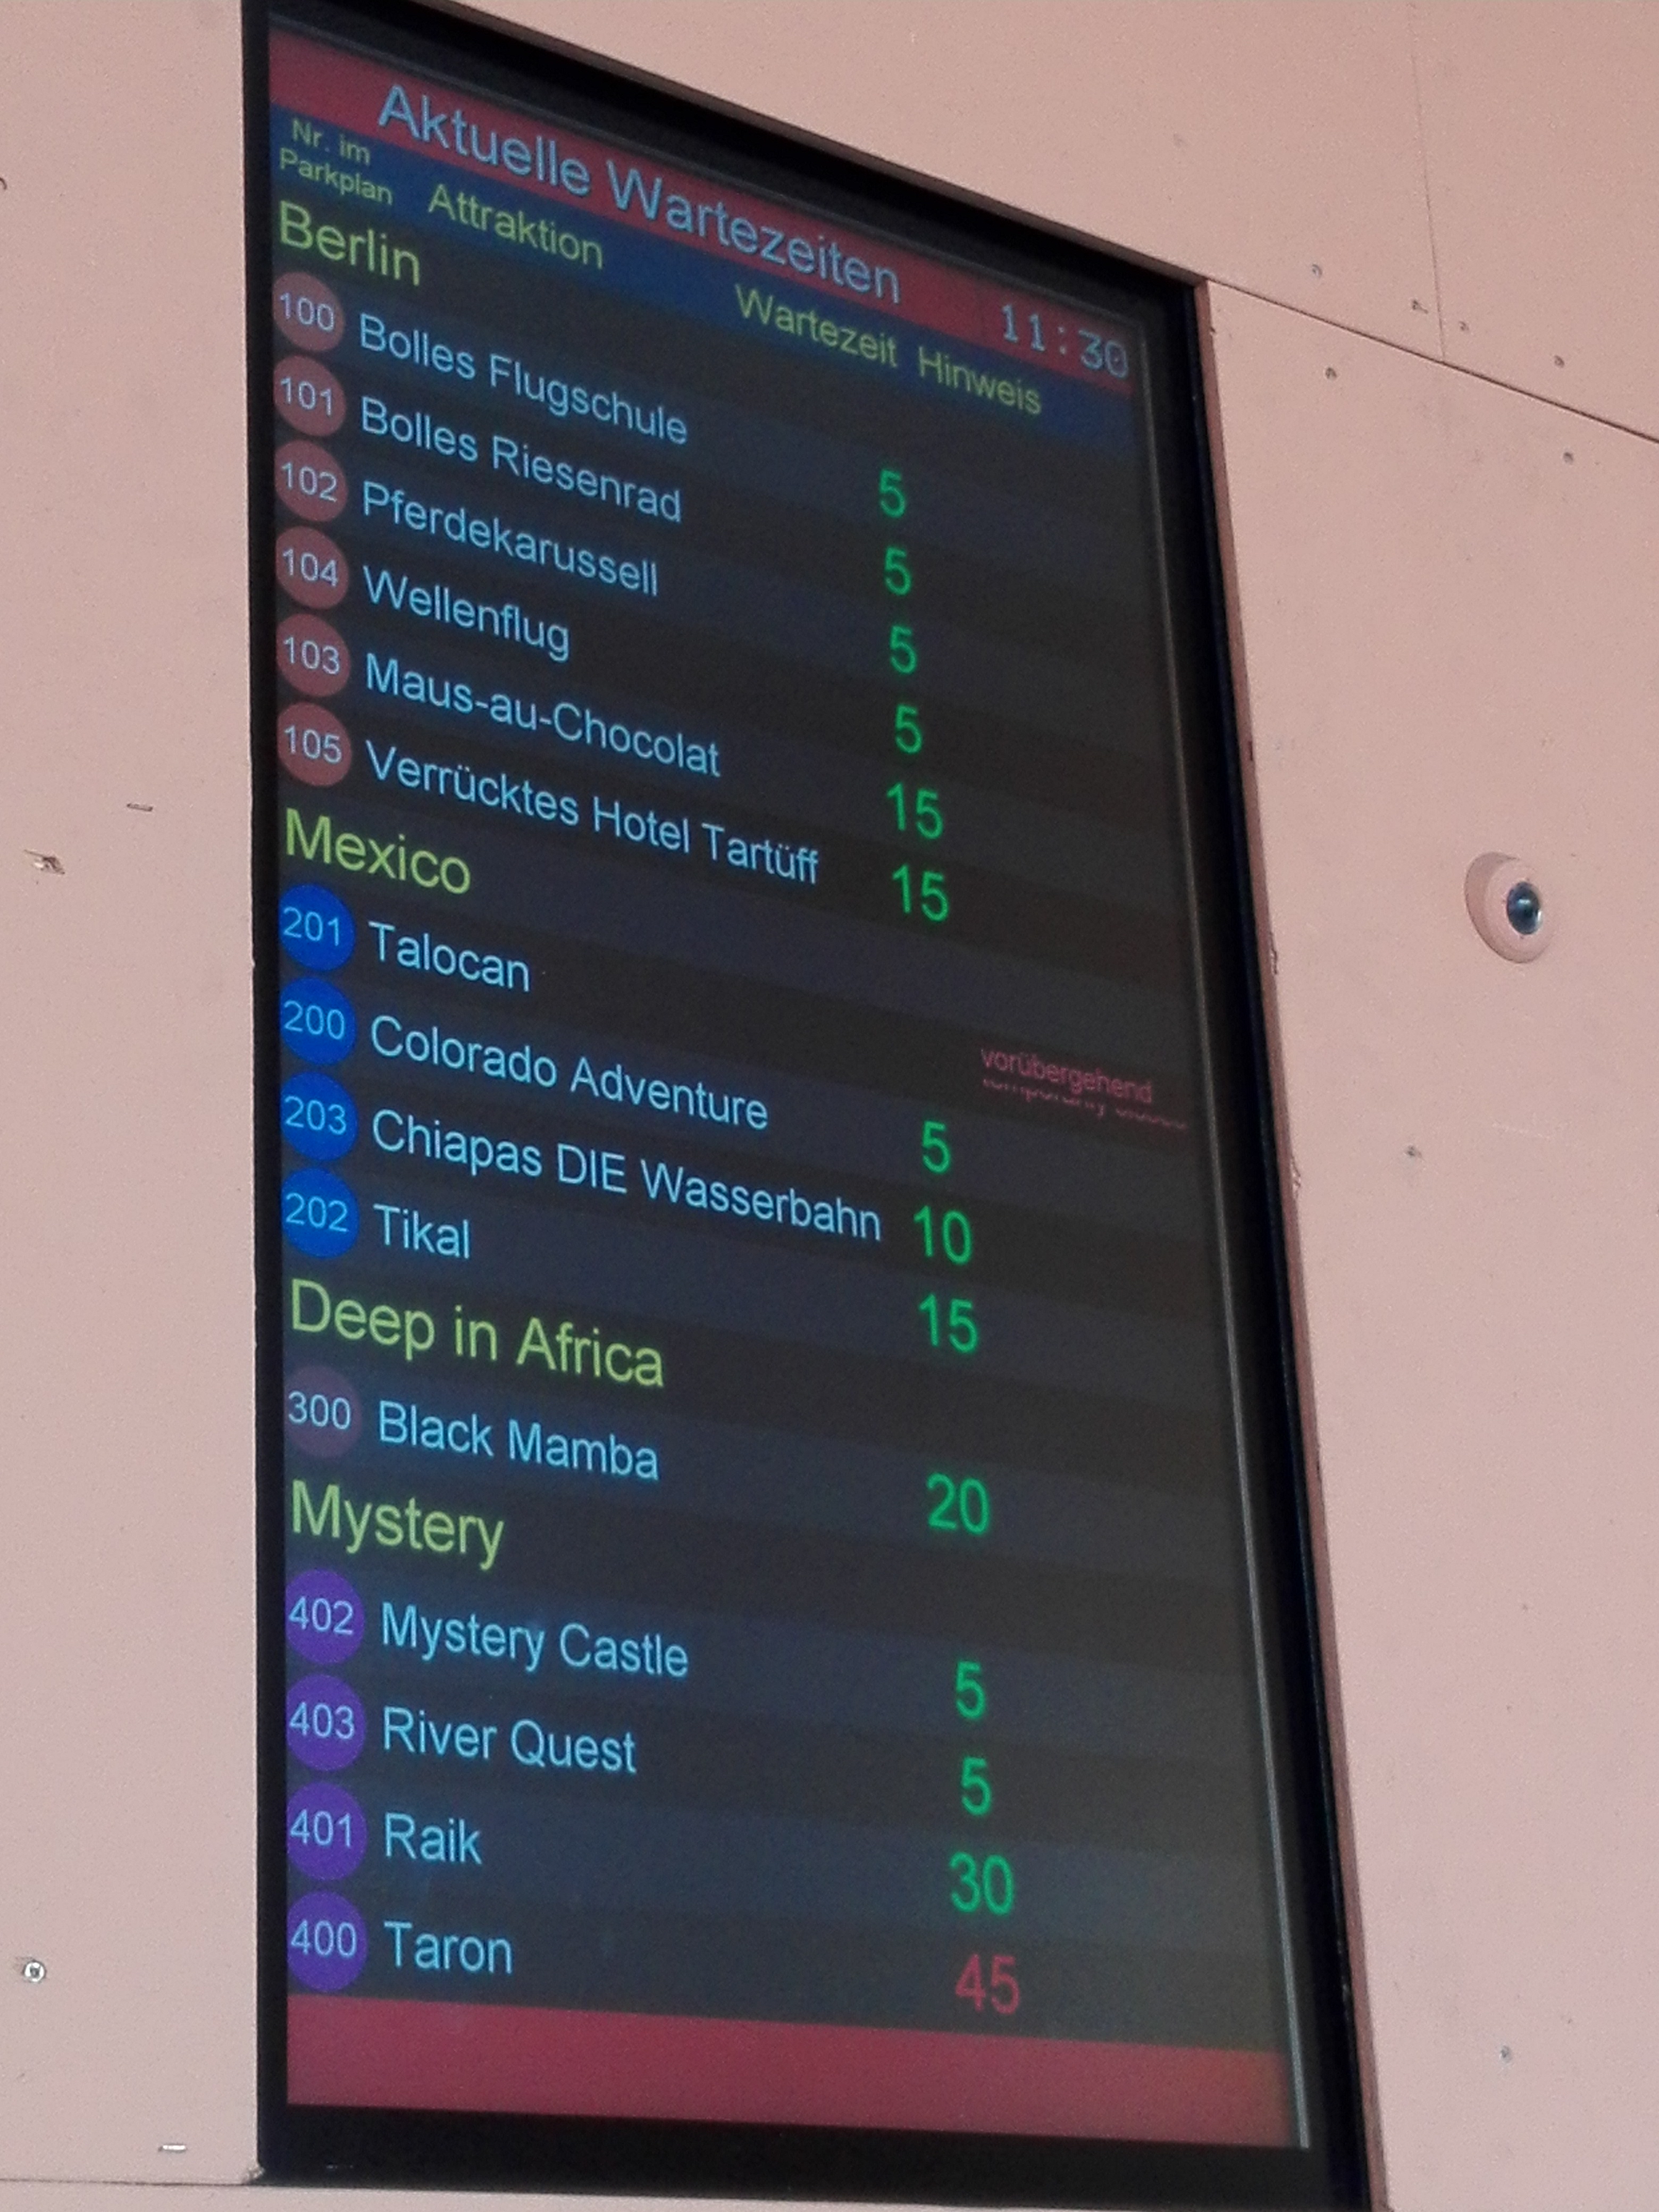 Aktuelle Wartezeiten 11:30
Nr. im
Parkplan Attraktion Wartezeit Hinweis
Berlin
100 Bolles Flugschule 5
101 Bolles Riesenrad 5
102 Pferdekarussell 5
104 Wellenflug 5
103 Maus-au-Chocolat 15
105 Verrücktes Hotel Tartüff 15
Mexico
201 Talocan vorübergehend
200 Colorado Adventure 5
203 Chiapas DIE Wasserbahn 10
202 Tikal 15
Deep in Africa
300 Black Mamba 20
Mystery
402 Mystery Castle 5
403 River Quest 5
401 Raik 30
400 Taron 45